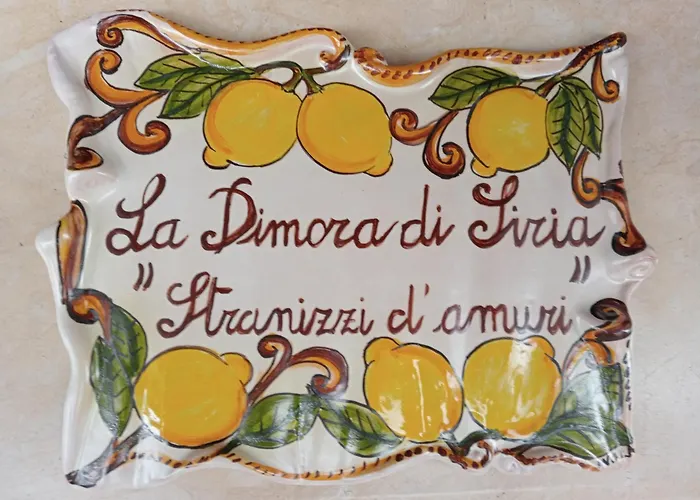 La Dimora di Siria
"Stranizzi d'amuri"